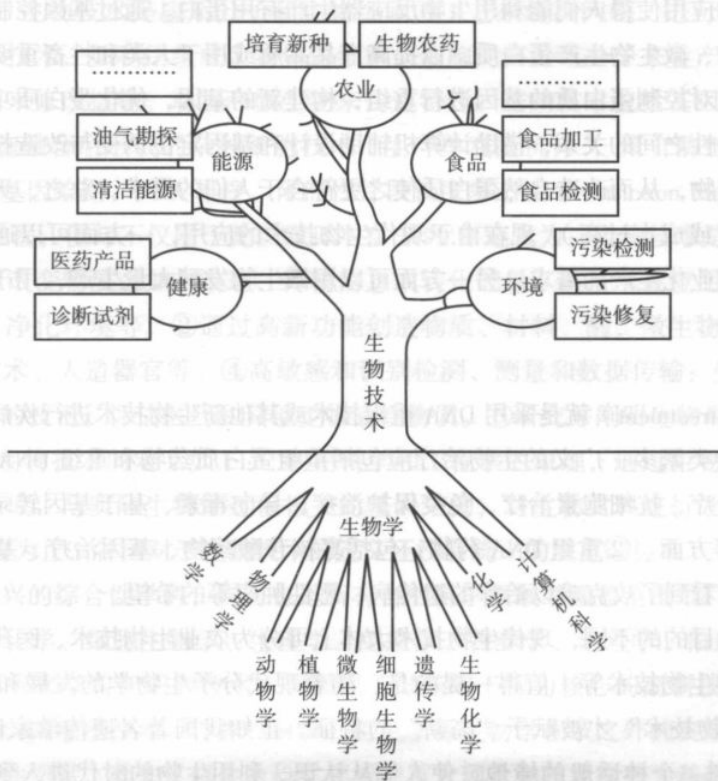 培育新种
生物农药
…………
农业
…………
油气勘探
能源
食品
食品加工
清洁能源
食品检测
医药产品
健康
污染检测
诊断试剂
环境
污染修复
生物技术
生物学
数学
物理学
化学
计算机科学
动物学
植物学
微生物学
细胞生物学
遗传学
生物化学